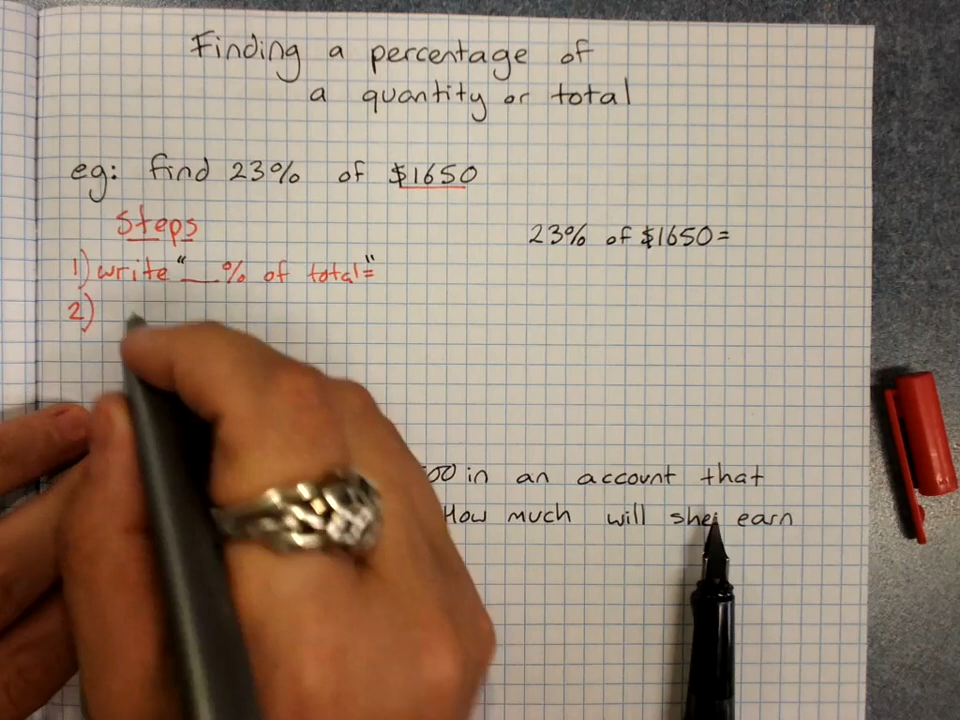 Finding a percentage of
a quantity or total
eg: find 23% of $1650
Steps
23% of $1650=
1) write "__% of total="
2)
in an account that
How much will she earn